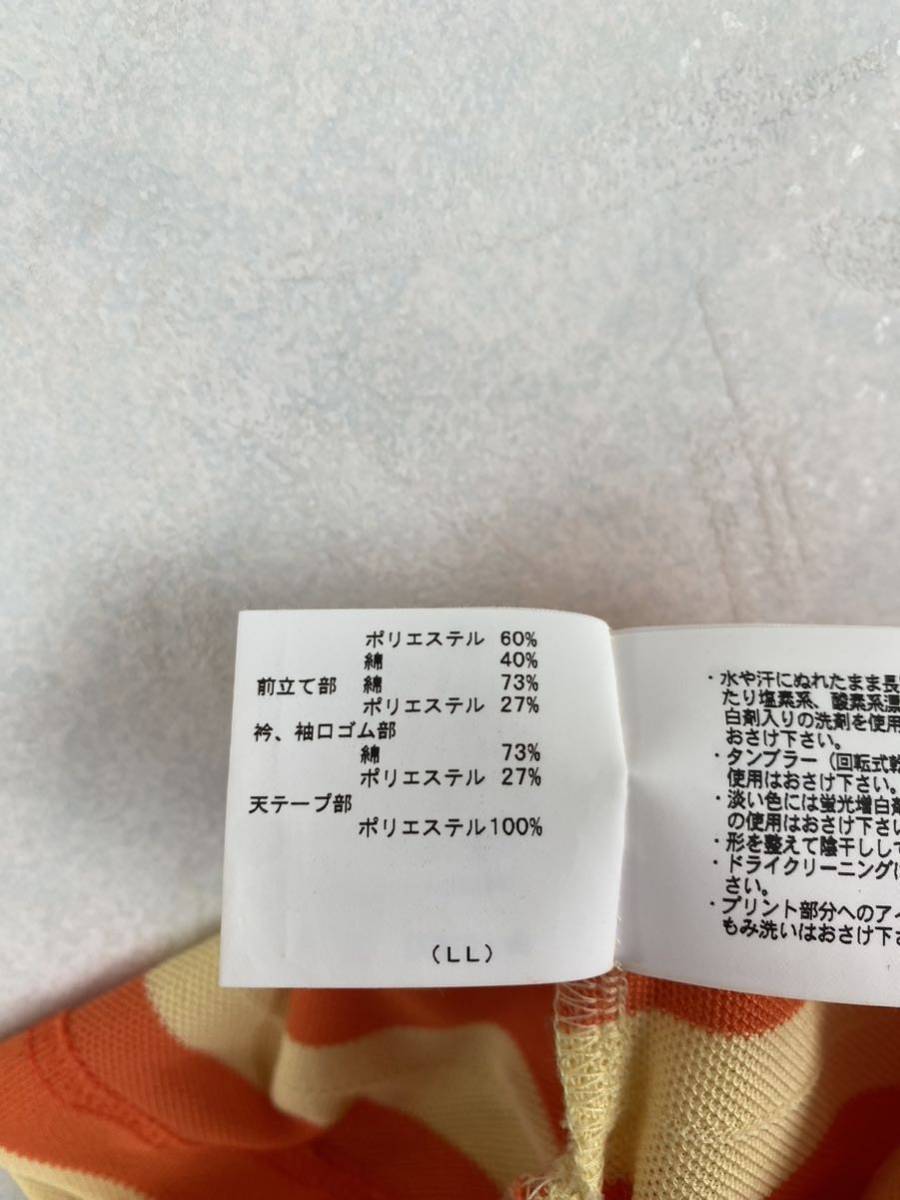 ポリエステル 60%
綿 40%
前立て部 綿 73%
ポリエステル 27%
衿、袖口ゴム部
綿 73%
ポリエステル 27%
天テープ部
ポリエステル100%
(LL)
・水や汗にぬれたまま長
たり塩素系、酸素系漂
白剤入りの洗剤を使用
おさけ下さい。
・タンブラー（回転式乾
使用はおさけ下さい。
・淡い色には蛍光増白剤
の使用はおさけ下さい
・形を整えて陰干しして
・ドライクリーニングは
さい。
・プリント部分へのアイ
もみ洗いはおさけ下さ